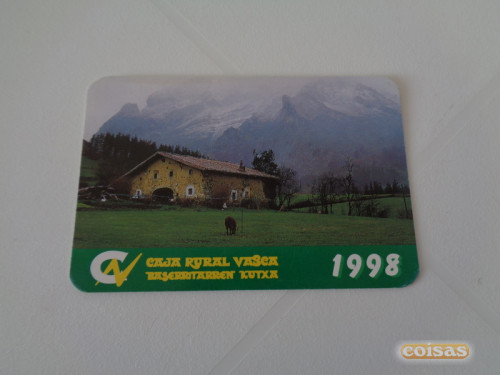 CAJA RURAL VASCA
BASERRITARREN KUTXA
1998
coisas